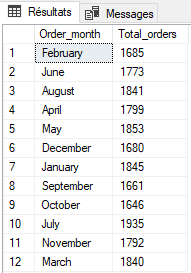 Résultats Messages
Order_month Total_orders
1 February 1685
2 June 1773
3 August 1841
4 April 1799
5 May 1853
6 December 1680
7 January 1845
8 September 1661
9 October 1646
10 July 1935
11 November 1792
12 March 1840